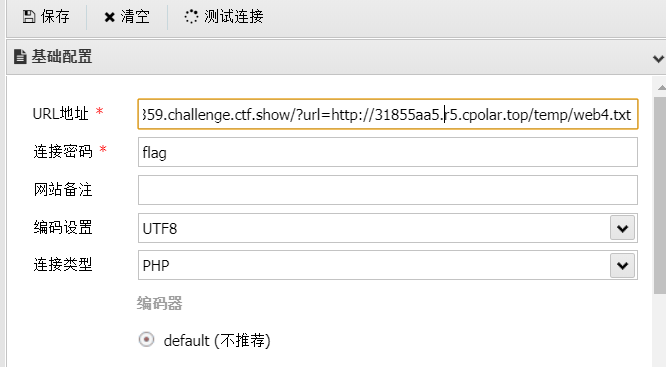 保存 清空 测试连接
基础配置
URL地址 * 359.challenge.ctf.show/?url=http://31855aa5.r5.cpolar.top/temp/web4.txt
连接密码 * flag
网站备注
编码设置 UTF8
连接类型 PHP
编码器
default (不推荐)